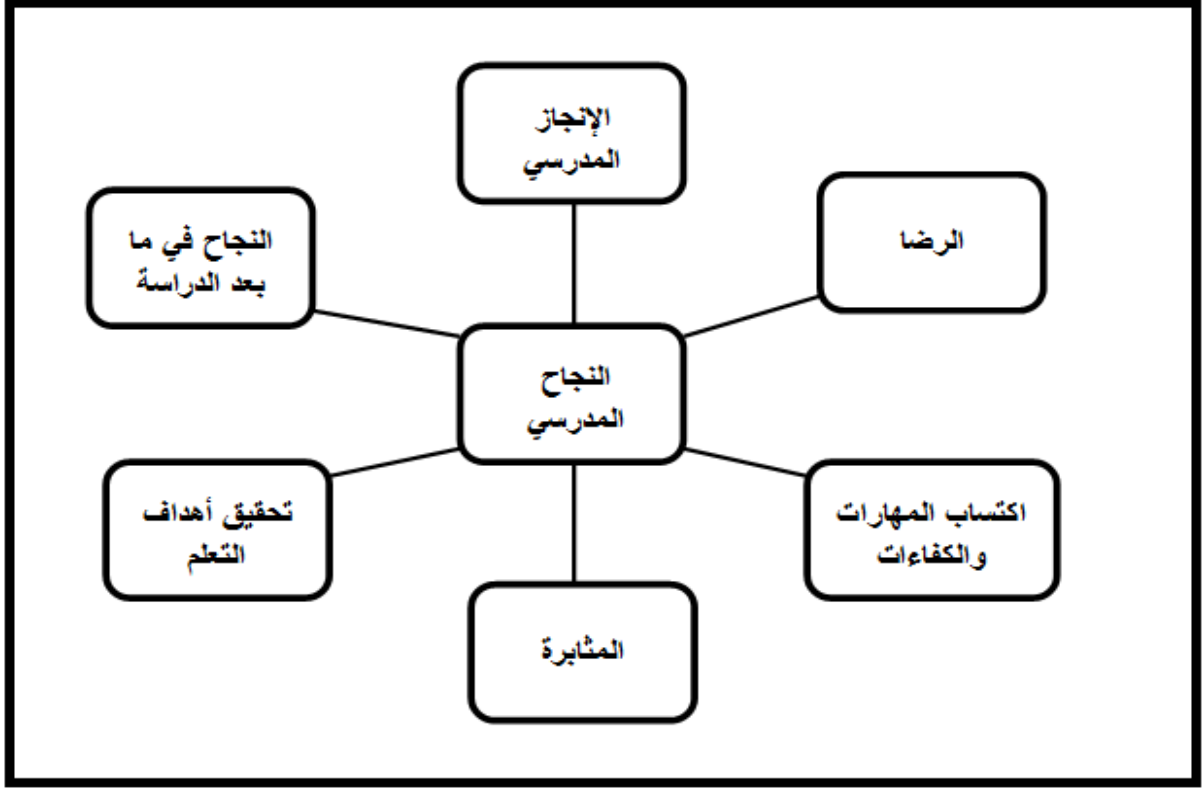 الإنجاز
المدرسي
الرضا
النجاح في ما
بعد الدراسة
النجاح
المدرسي
اكتساب المهارات
والكفاءات
تحقيق أهداف
التعلم
المثابرة